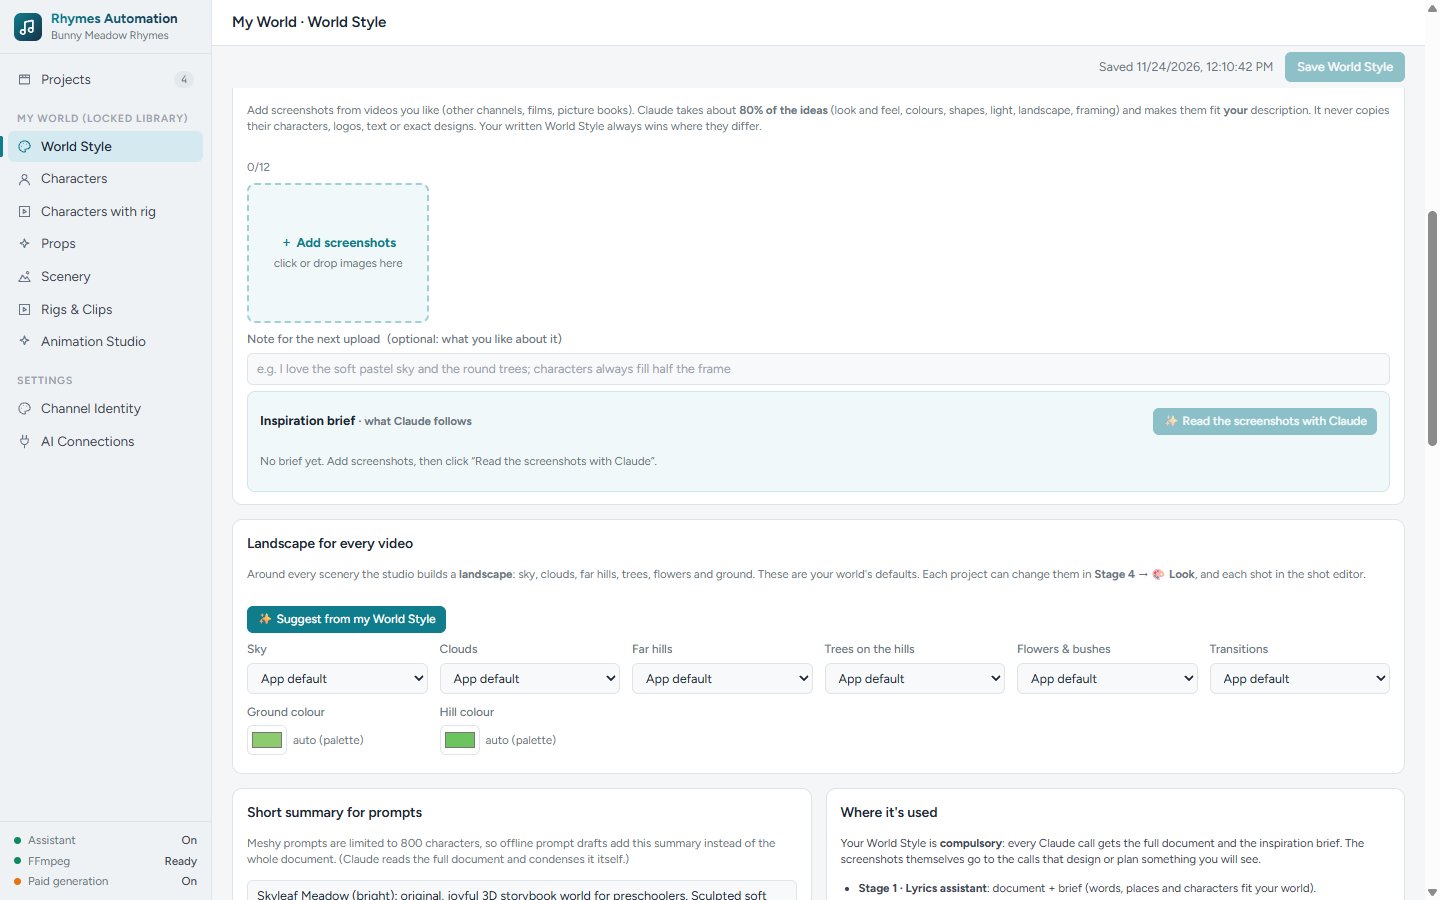 Rhymes Automation
Bunny Meadow Rhymes
Projects 4
MY WORLD (LOCKED LIBRARY)
World Style
Characters
Characters with rig
Props
Scenery
Rigs & Clips
Animation Studio
SETTINGS
Channel Identity
AI Connections
Assistant On
FFmpeg Ready
Paid generation On
My World · World Style
Saved 11/24/2026, 12:10:42 PM Save World Style
Add screenshots from videos you like (other channels, films, picture books). Claude takes about 80% of the ideas (look and feel, colours, shapes, light, landscape, framing) and makes them fit your description. It never copies
their characters, logos, text or exact designs. Your written World Style always wins where they differ.
0/12
+ Add screenshots
click or drop images here
Note for the next upload (optional: what you like about it)
e.g. I love the soft pastel sky and the round trees; characters always fill half the frame
Inspiration brief · what Claude follows
✨ Read the screenshots with Claude
No brief yet. Add screenshots, then click “Read the screenshots with Claude”.
Landscape for every video
Around every scenery the studio builds a landscape: sky, clouds, far hills, trees, flowers and ground. These are your world's defaults. Each project can change them in Stage 4 → 🎨 Look, and each shot in the shot editor.
✨ Suggest from my World Style
Sky Clouds Far hills Trees on the hills Flowers & bushes Transitions
App default App default App default App default App default App default
Ground colour Hill colour
auto (palette) auto (palette)
Short summary for prompts
Meshy prompts are limited to 800 characters, so offline prompt drafts add this summary instead of the
whole document. (Claude reads the full document and condenses it itself.)
Skyleaf Meadow (bright): original, joyful 3D storybook world for preschoolers. Sculpted soft
Where it's used
Your World Style is compulsory: every Claude call gets the full document and the inspiration brief. The
screenshots themselves go to the calls that design or plan something you will see.
• Stage 1 · Lyrics assistant: document + brief (words, places and characters fit your world).